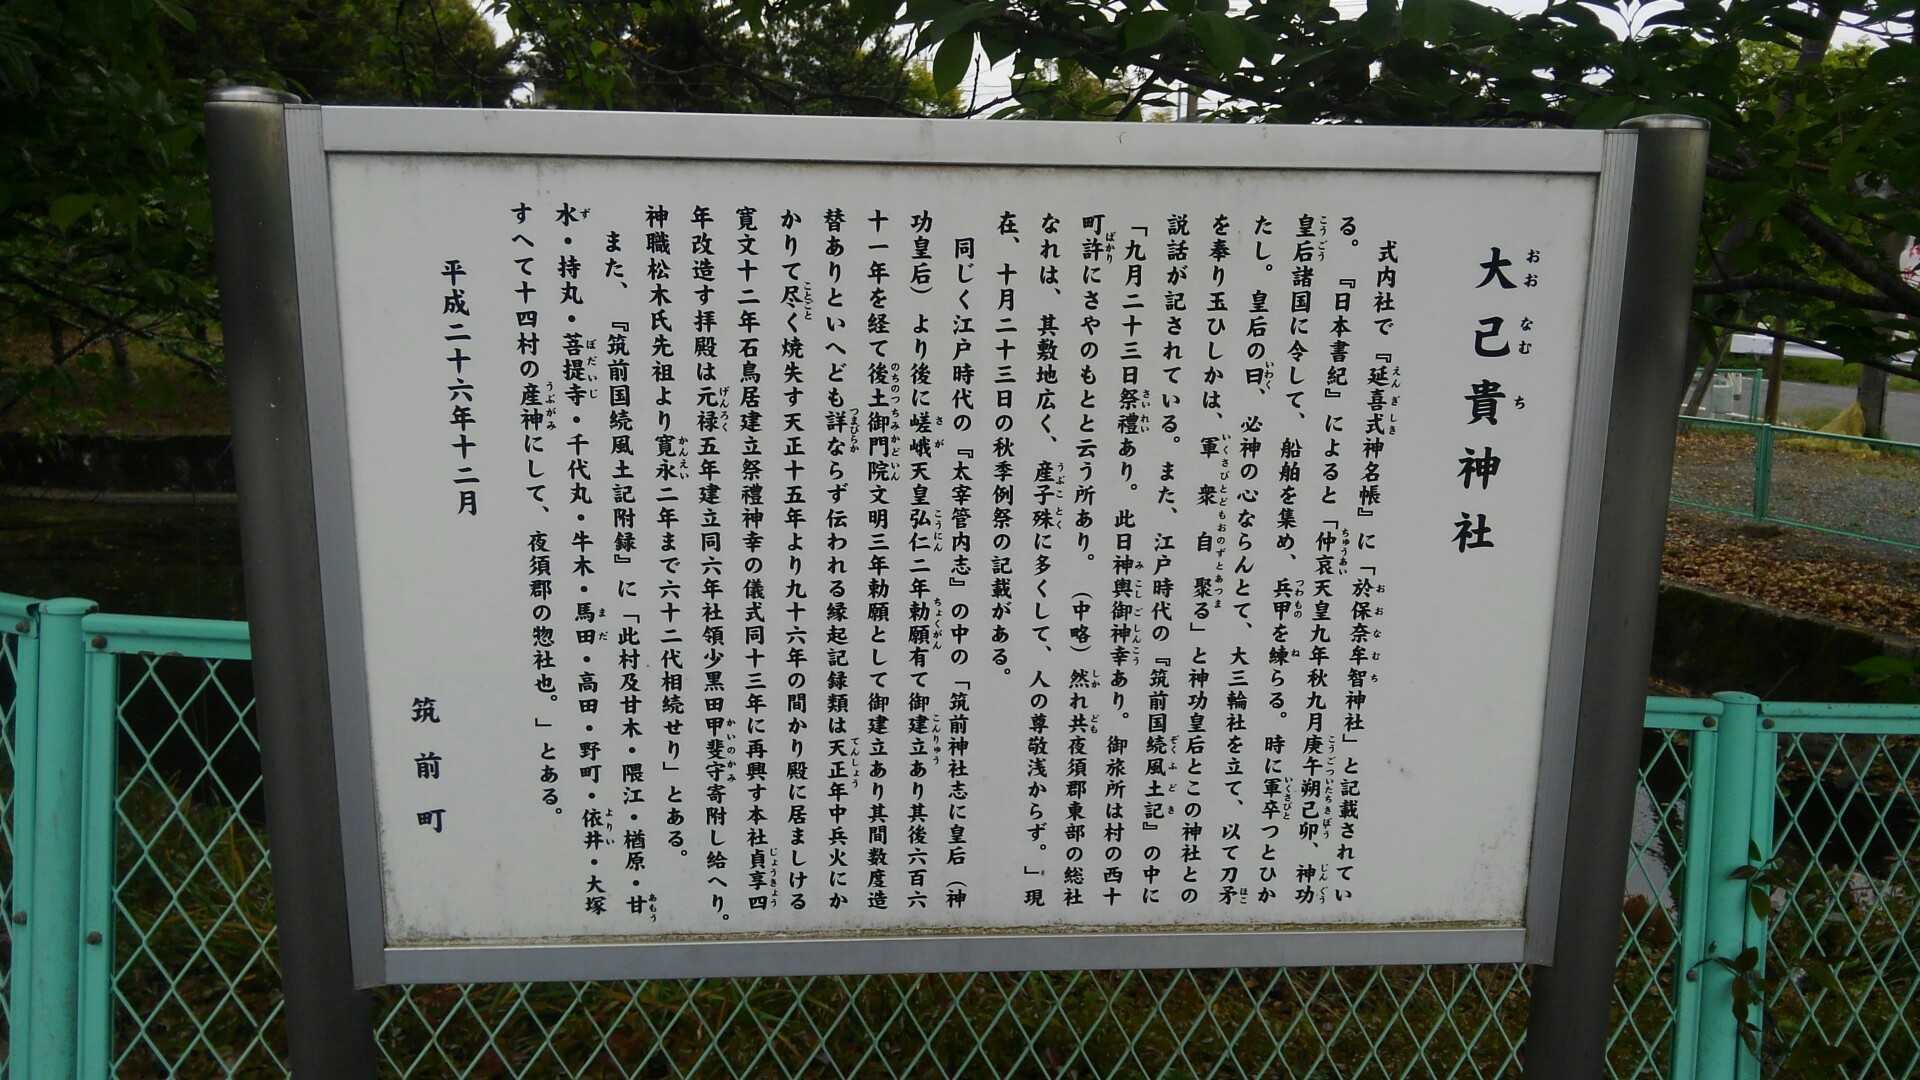 大己貴神社
式内社で『延喜式神名帳』に「於保奈牟智神社」と記載されてい
る。『日本書紀』によると「仲哀天皇九年秋九月庚午朔己卯、神功
皇后諸国に令して、船舶を集め、兵甲を練らる。時に軍卒つとひか
たし。皇后の曰、必神の心ならんとて、大三輪社を立て、以て刀矛
を奉り玉ひしかは、軍衆自聚る」と神功皇后とこの神社との
説話が記されている。また、江戸時代の『筑前国続風土記』の中に
「九月二十三日祭禮あり。此日神輿御神幸あり。御旅所は村の西十
町許にさやのもとと云う所あり。(中略)然れ共夜須郡東部の総社
なれは、其敷地広く、産子殊に多くして、人の尊敬浅からず。」現
在、十月二十三日の秋季例祭の記載がある。
同じく江戸時代の『太宰管内志』の中の「筑前神社志に皇后(神
功皇后)より後に嵯峨天皇弘仁二年勅願有て御建立あり其後六百六
十一年を経て後土御門院文明三年勅願として御建立あり其間数度造
替ありといへども詳ならず伝われる縁起記録類は天正年中兵火にか
かりて尽く焼失す天正十五年より九十六年の間かり殿に居ましける
寛文十二年石鳥居建立祭禮神幸の儀式同十三年に再興す本社貞享四
年改造す拝殿は元禄五年建立同六年社領少黒田甲斐守寄附し給へり。
神職松木氏先祖より寛永二年まで六十二代相続せり」とある。
また、『筑前国続風土記附録』に「此村及甘木・隈江・楢原・甘
水・持丸・菩提寺・千代丸・牛木・馬田・高田・野町・依井・大塚
すへて十四村の産神にして、夜須郡の惣社也。」とある。
平成二十六年十二月
筑前町